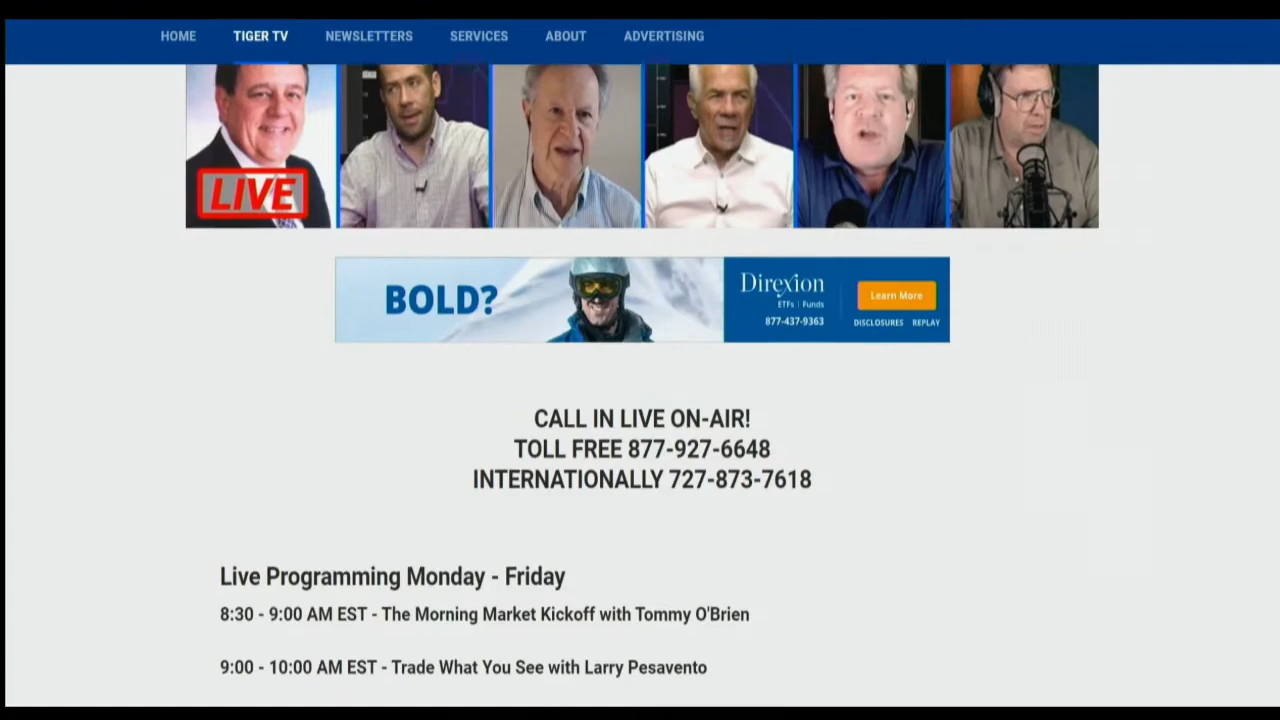 HOME TIGER TV NEWSLETTERS SERVICES ABOUT ADVERTISING
LIVE
BOLD?
Direxion
ETFs | Funds
877-437-9363
Learn More
DISCLOSURES REPLAY
CALL IN LIVE ON-AIR!
TOLL FREE 877-927-6648
INTERNATIONALLY 727-873-7618
Live Programming Monday - Friday
8:30 - 9:00 AM EST - The Morning Market Kickoff with Tommy O'Brien
9:00 - 10:00 AM EST - Trade What You See with Larry Pesavento